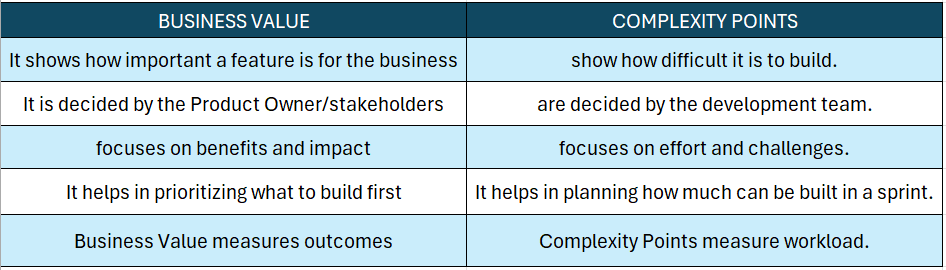 BUSINESS VALUE COMPLEXITY POINTS
It shows how important a feature is for the business show how difficult it is to build.
It is decided by the Product Owner/stakeholders are decided by the development team.
focuses on benefits and impact focuses on effort and challenges.
It helps in prioritizing what to build first It helps in planning how much can be built in a sprint.
Business Value measures outcomes Complexity Points measure workload.